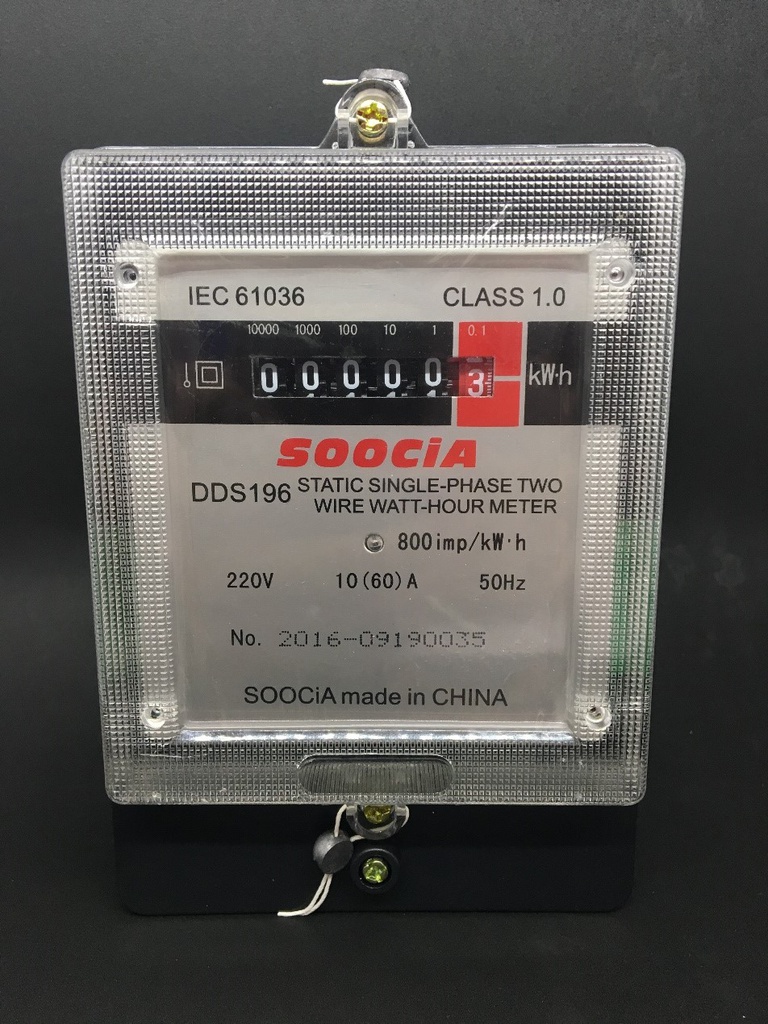 IEC 61036 CLASS 1.0
10000 1000 100 10 1 0.1
0 0 0 0 0 3 kW·h
SOOCiA
DDS196 STATIC SINGLE-PHASE TWO
WIRE WATT-HOUR METER
800imp/kW·h
220V 10(60)A 50Hz
No. 2016-09190035
SOOCiA made in CHINA